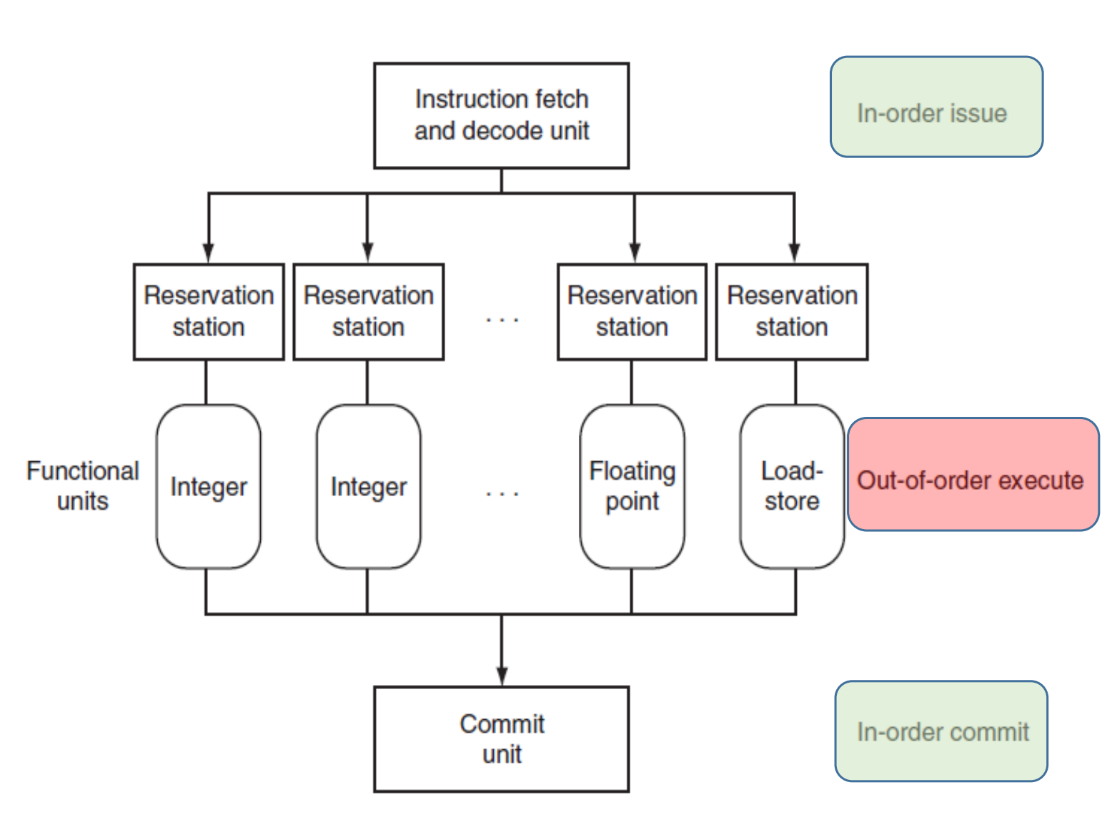 Instruction fetch
and decode unit
In-order issue
Reservation
station
Reservation
station
. . .
Reservation
station
Reservation
station
Functional
units
Integer
Integer
. . .
Floating
point
Load-
store
Out-of-order execute
Commit
unit
In-order commit